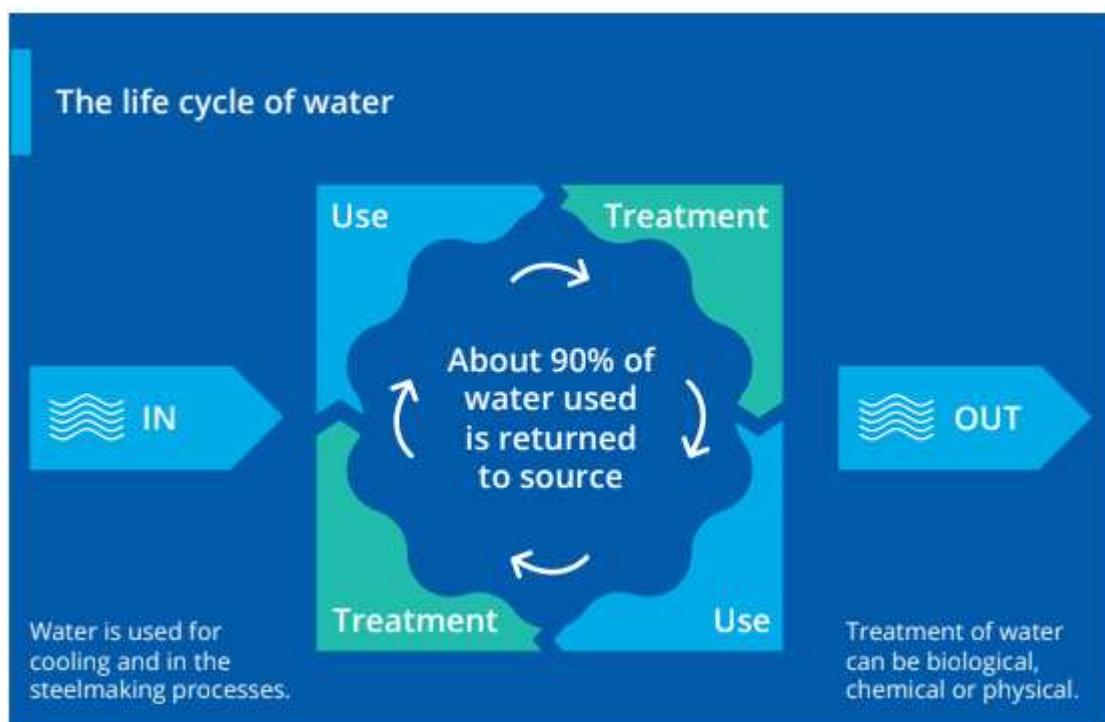 The life cycle of water
Use
Treatment
IN
About 90% of
water used
is returned
to source
OUT
Treatment
Use
Water is used for
cooling and in the
steelmaking processes.
Treatment of water
can be biological,
chemical or physical.